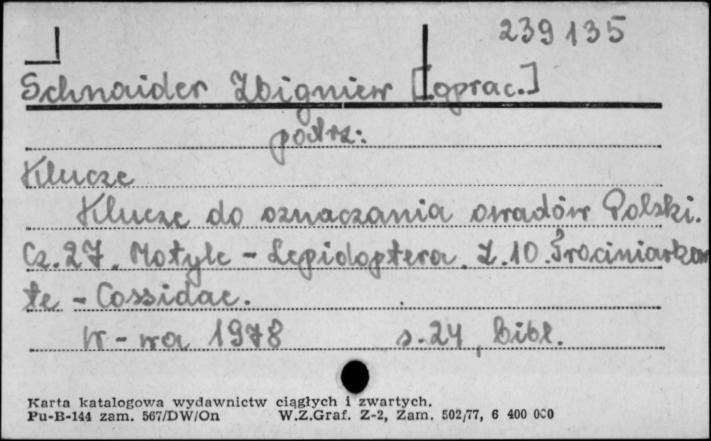 239135
Schnaider Zbigniew [oprac.]
podrz:
Klucze
Klucze do oznaczania owadów Polski.
Cz. 27. Motyle - Lepidoptera. Z. 10. Trociniarkowa
te - Cossidae.
W-wa 1978 s. 24, bibl.
Karta katalogowa wydawnictw ciągłych i zwartych.
Pu-B-144 zam. 567/DW/On W.Z.Graf. Z-2, Zam. 502/77, 6 400 000